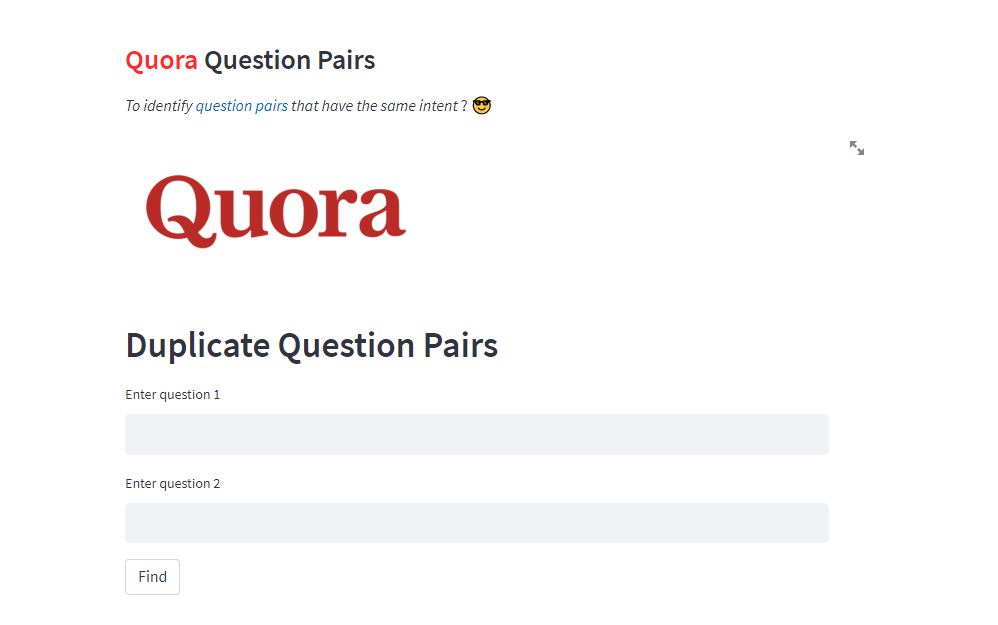 Quora Question Pairs
To identify question pairs that have the same intent ? 😎
Quora
Duplicate Question Pairs
Enter question 1
Enter question 2
Find